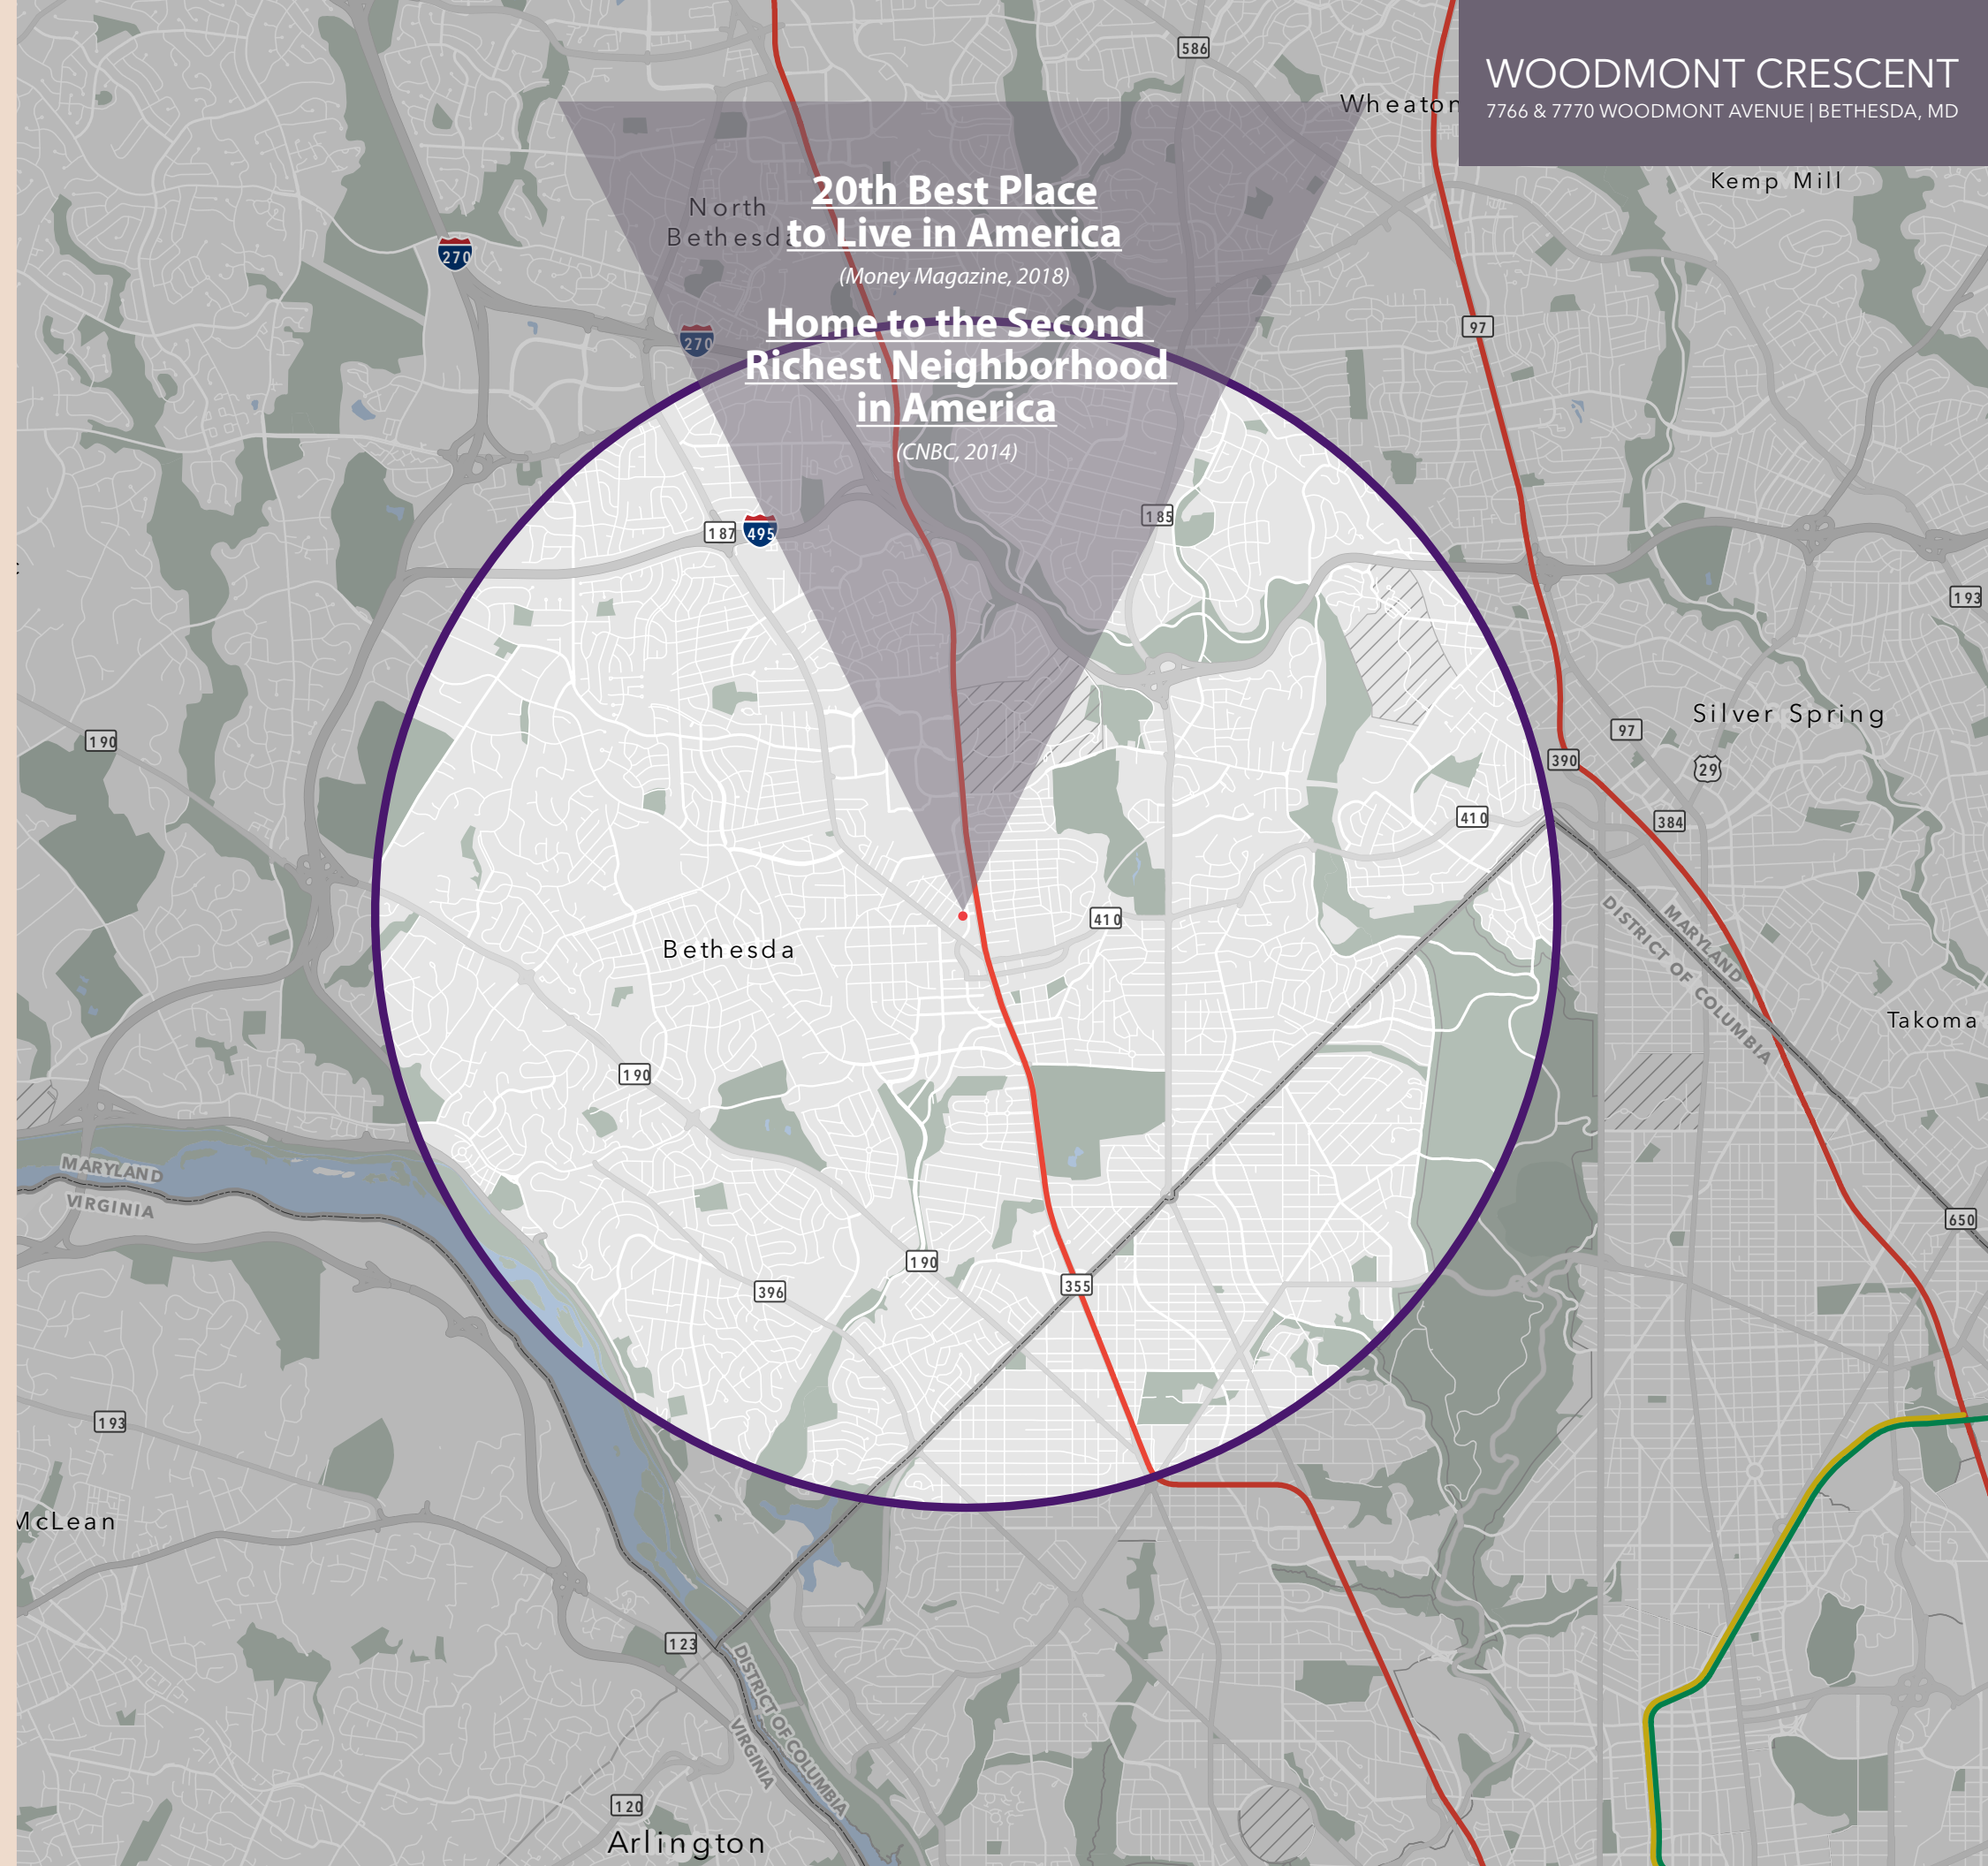 586
WOODMONT CRESCENT
7766 & 7770 WOODMONT AVENUE | BETHESDA, MD
Wheaton
Kemp Mill
North
Bethesda
20th Best Place
to Live in America
(Money Magazine, 2018)
270
Home to the Second
Richest Neighborhood
in America
(CNBC, 2014)
270
97
187
495
185
193
190
Silver Spring
97
390
29
384
410
410
Bethesda
MARYLAND
DISTRICT OF COLUMBIA
Takoma
190
MARYLAND
VIRGINIA
650
190
396
355
193
McLean
123
DISTRICT OF COLUMBIA
VIRGINIA
120
Arlington